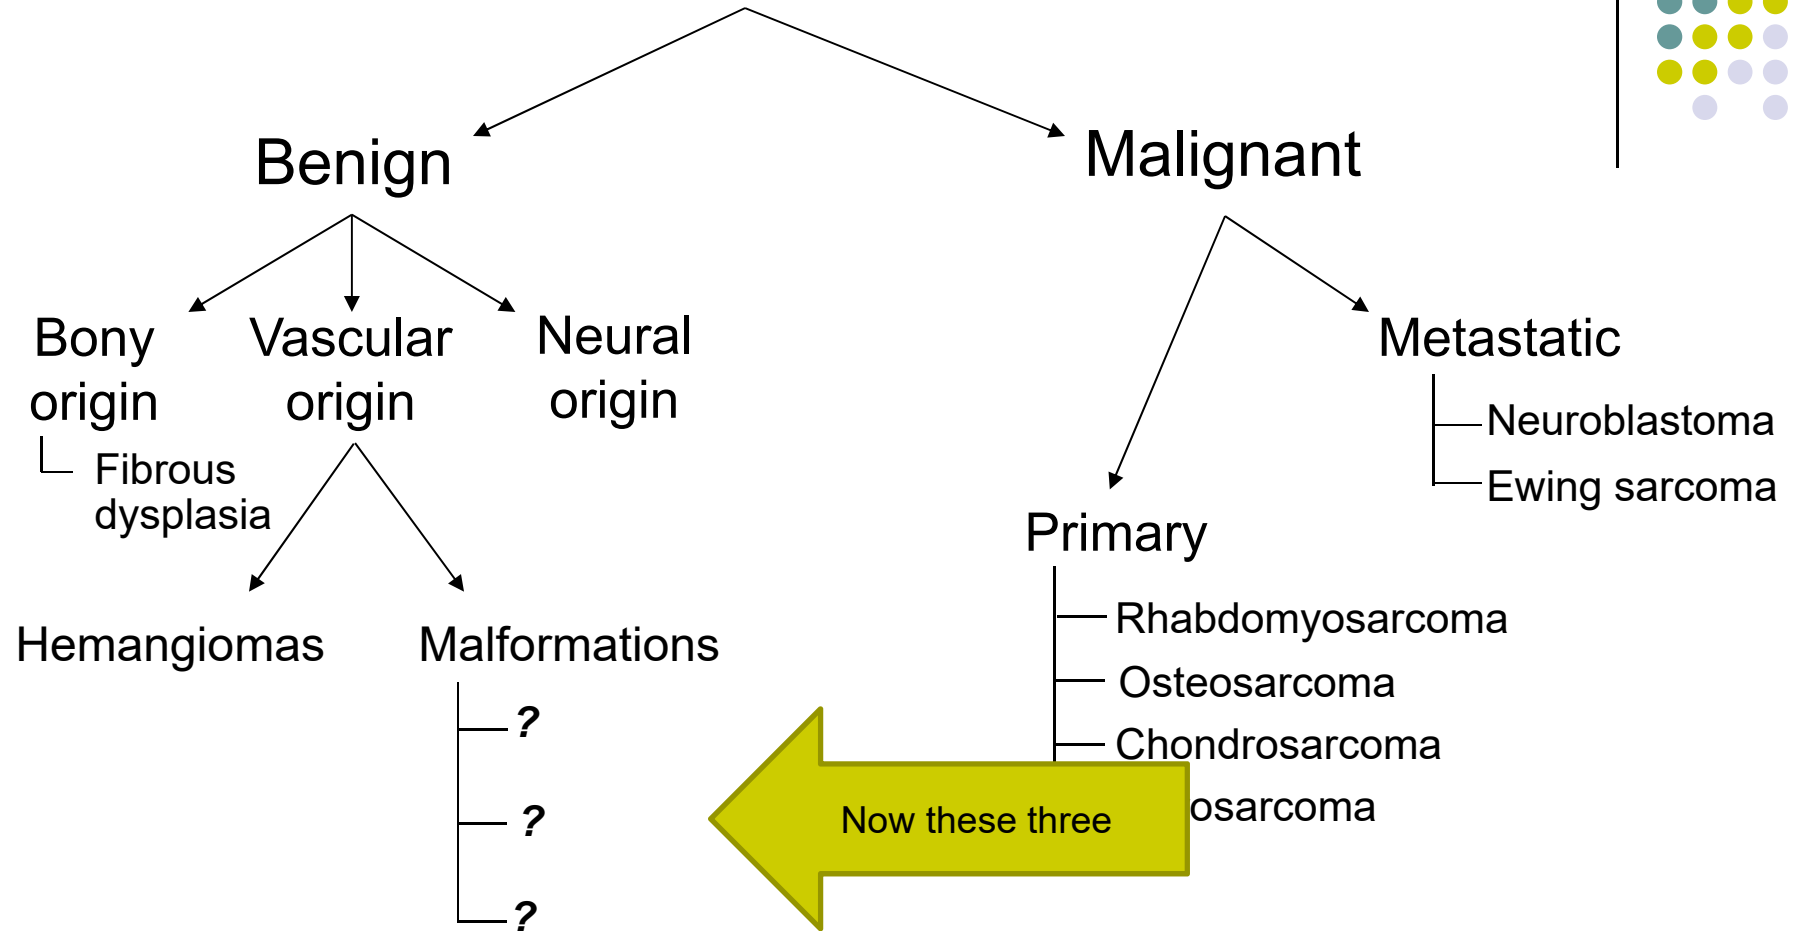 Benign
Malignant
Bony
origin
Vascular
origin
Neural
origin
Metastatic
Neuroblastoma
Ewing sarcoma
Fibrous
dysplasia
Primary
Hemangiomas
Malformations
Rhabdomyosarcoma
Osteosarcoma
Chondrosarcoma
osarcoma
?
?
?
Now these three